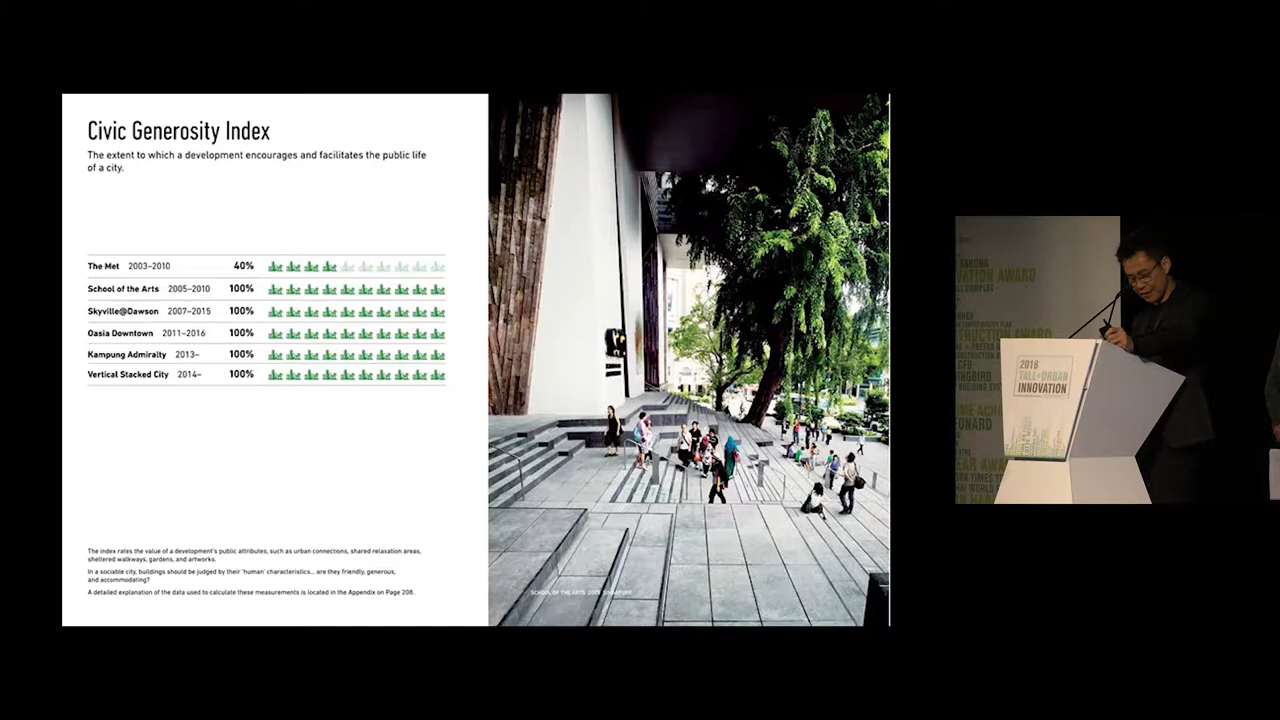 Civic Generosity Index
The extent to which a development encourages and facilitates the public life
of a city.
The Met 2003–2010 40%
School of the Arts 2005–2010 100%
Skyville@Dawson 2007–2015 100%
Oasia Downtown 2011–2016 100%
Kampung Admiralty 2013– 100%
Vertical Stacked City 2014– 100%
The index rates the value of a development's public attributes, such as urban connections, shared relaxation areas,
sheltered walkways, gardens, and artworks.
In a sociable city, buildings should be judged by their 'human' characteristics... are they friendly, generous,
and accommodating?
A detailed explanation of the data used to calculate these measurements is located in the Appendix on Page 208.
SCHOOL OF THE ARTS
SINGAPORE
VATION AWARD
2018
TALL+URBAN
INNOVATION